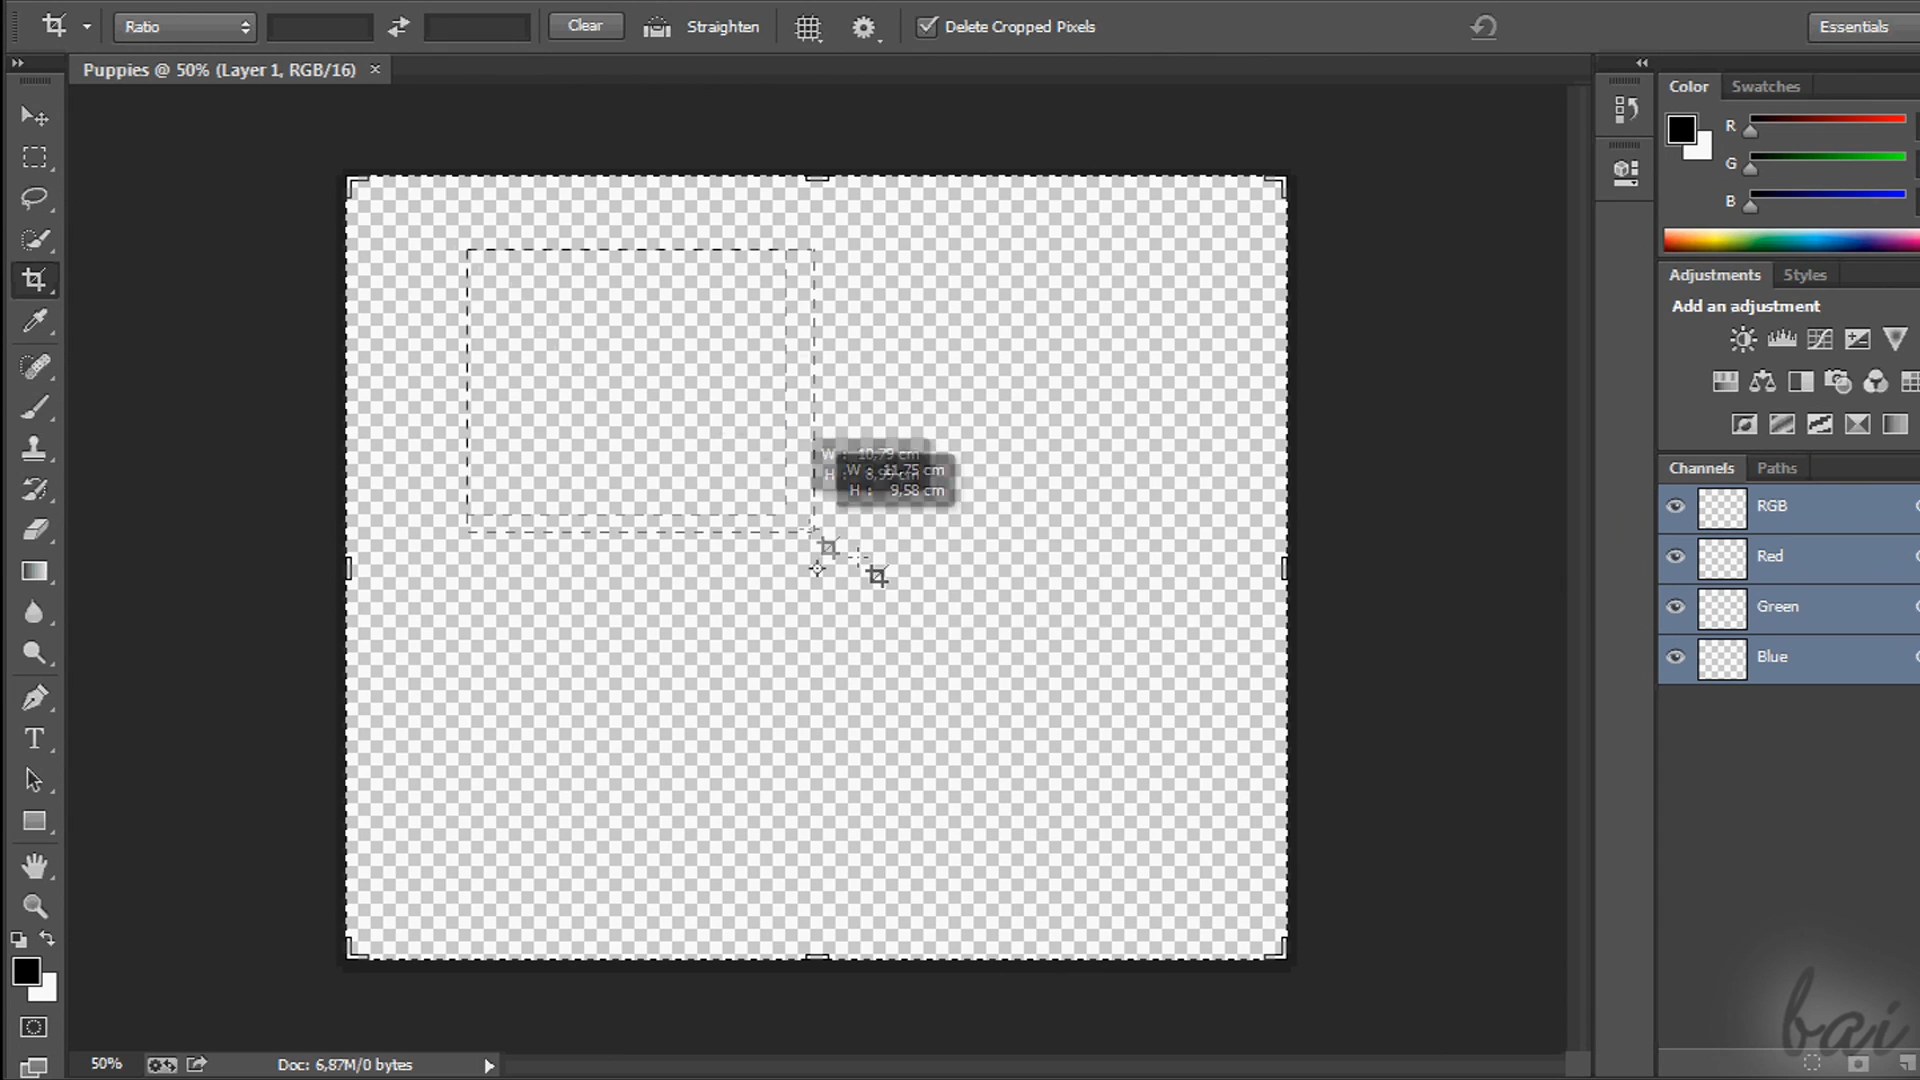 Ratio
Clear
Straighten
Delete Cropped Pixels
Essentials
Puppies @ 50% (Layer 1, RGB/16) ×
Color
Swatches
R
G
B
Adjustments
Styles
Add an adjustment
W : 10,79 cm
H : 8,99 cm
W : 11,75 cm
H : 9,58 cm
Channels
Paths
RGB
Red
Green
Blue
T
50%
Doc: 6,87M/0 bytes
bai